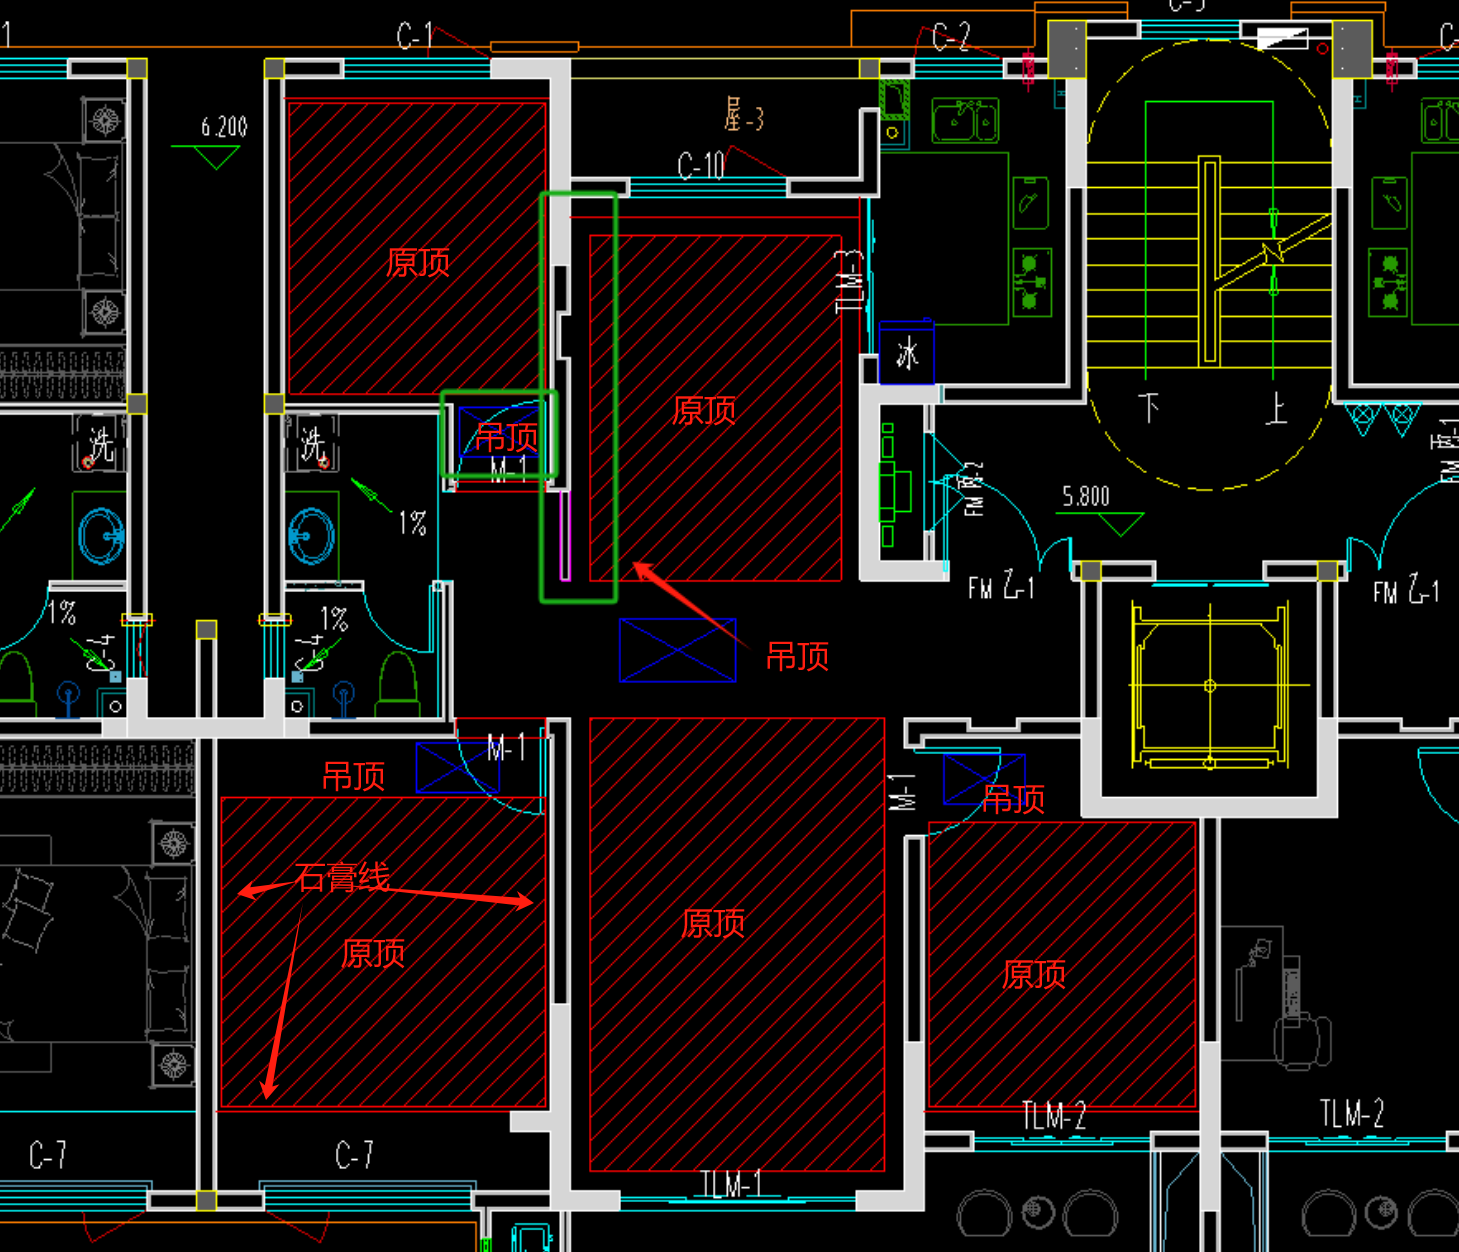 1
C-1
C-2
6.200
屋-3
C-10
原顶
TLM-3
冰
原顶
下
上
吊顶
M-1
洗
洗
1%
5.800
FM乙-1
FM乙-1
1%
1%
吊顶
M-1
吊顶
M-1
吊顶
石膏线
原顶
原顶
原顶
TLM-2
TLM-2
C-7
C-7
TLM-1